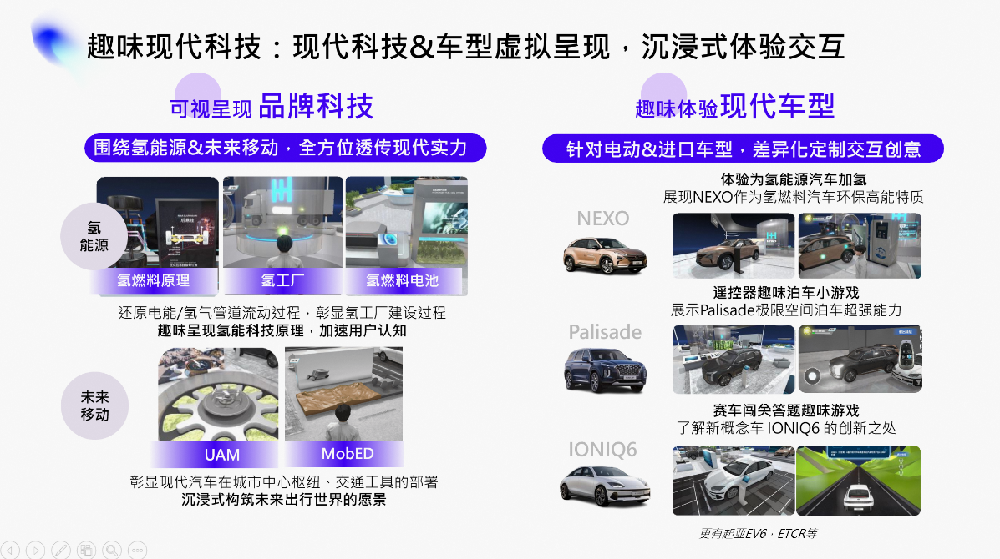 趣味现代科技：现代科技&车型虚拟呈现，沉浸式体验交互
可视呈现 品牌科技
围绕氢能源&未来移动，全方位透传现代实力
氢
能源
后悬挂
氢燃料原理
氢工厂
氢燃料电池
还原电能/氢气管道流动过程，彰显氢工厂建设过程
趣味呈现氢能科技原理，加速用户认知
未来
移动
UAM
MobED
彰显现代汽车在城市中心枢纽、交通工具的部署
沉浸式构筑未来出行世界的愿景
趣味体验现代车型
针对电动&进口车型，差异化定制交互创意
体验为氢能源汽车加氢
展现NEXO作为氢燃料汽车环保高能特质
NEXO
遥控器趣味泊车小游戏
展示Palisade极限空间泊车超强能力
Palisade
赛车闯关答题趣味游戏
了解新概念车 IONIQ6 的创新之处
IONIQ6
更有起亚EV6，ETCR等